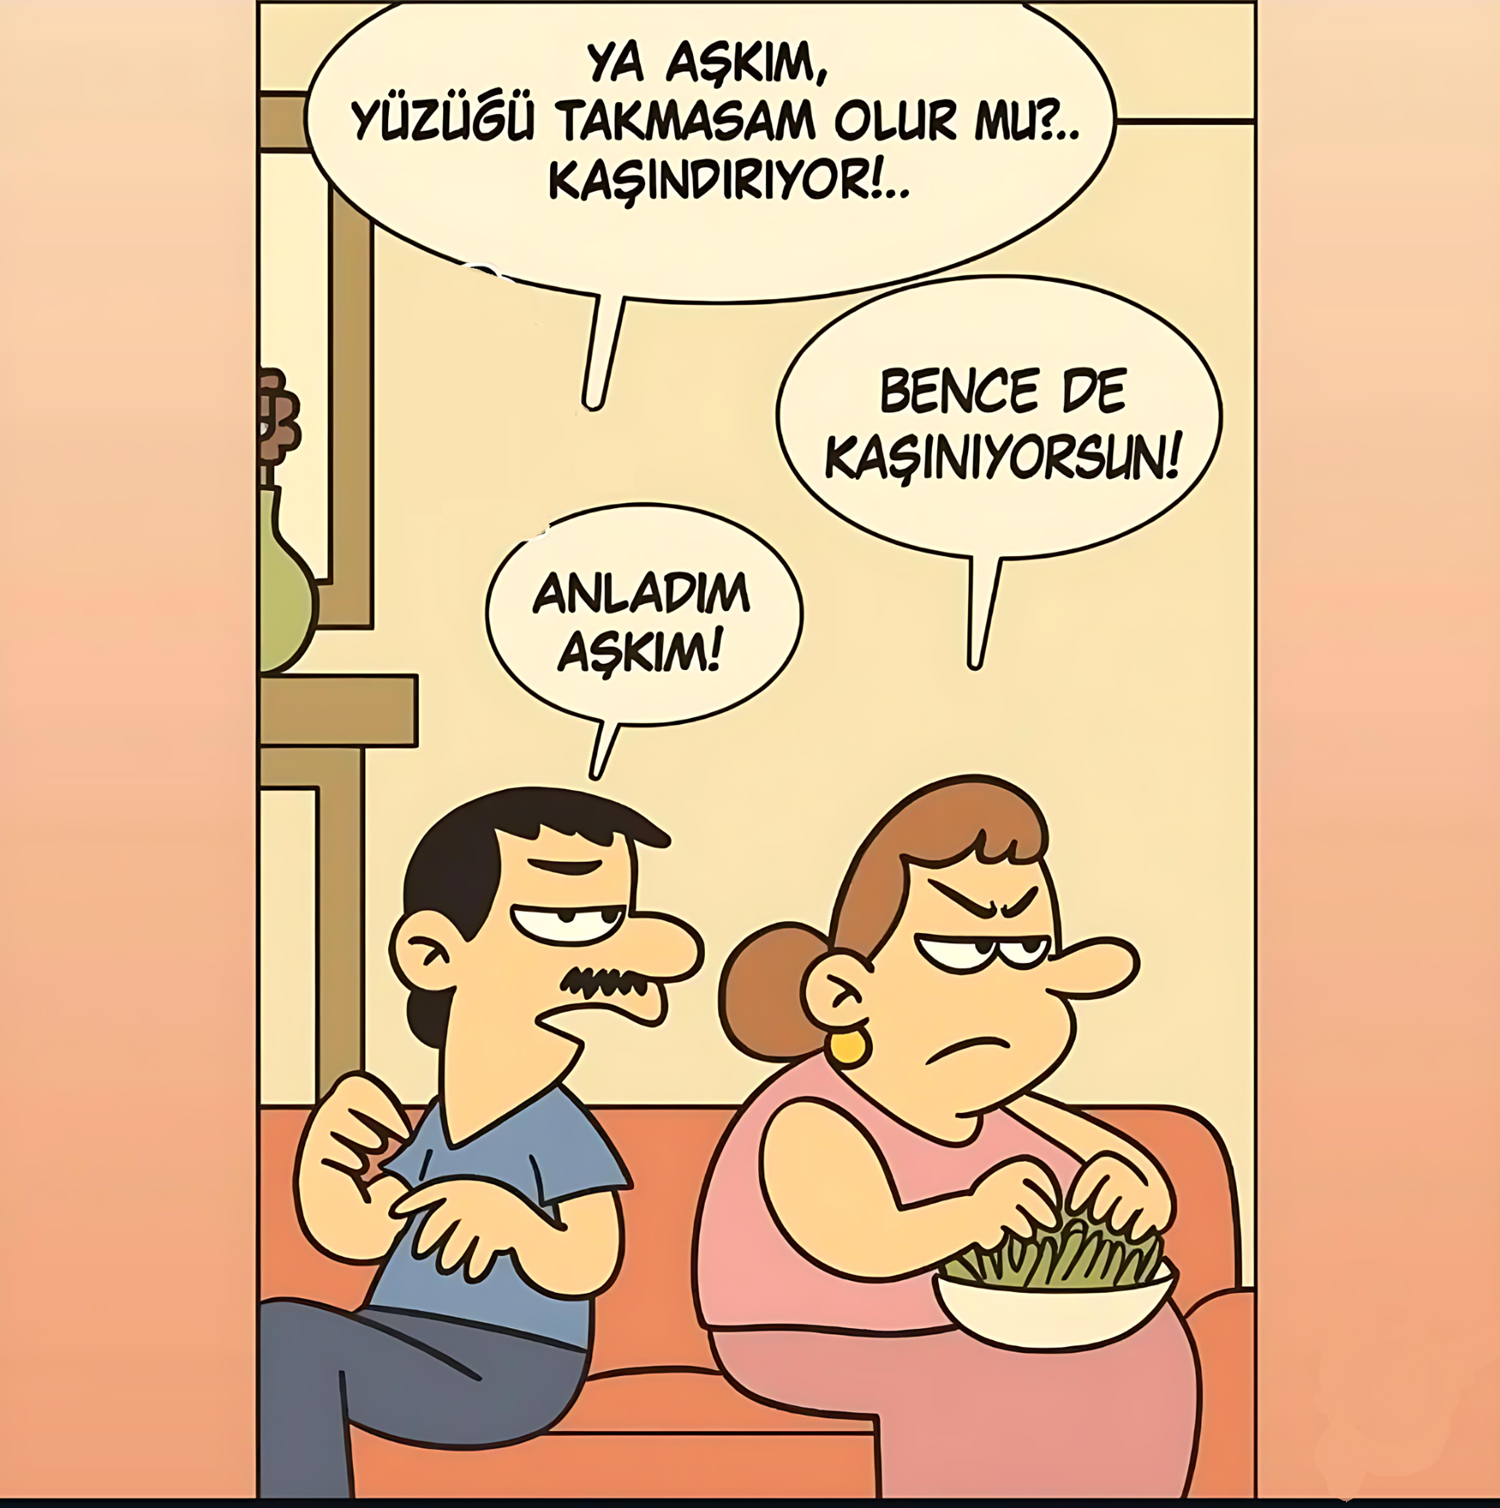 YA AŞKIM,
YÜZÜĞÜ TAKMASAM OLUR MU?..
KAŞINDIRIYOR!..
BENCE DE
KAŞINIYORSUN!
ANLADIM
AŞKIM!